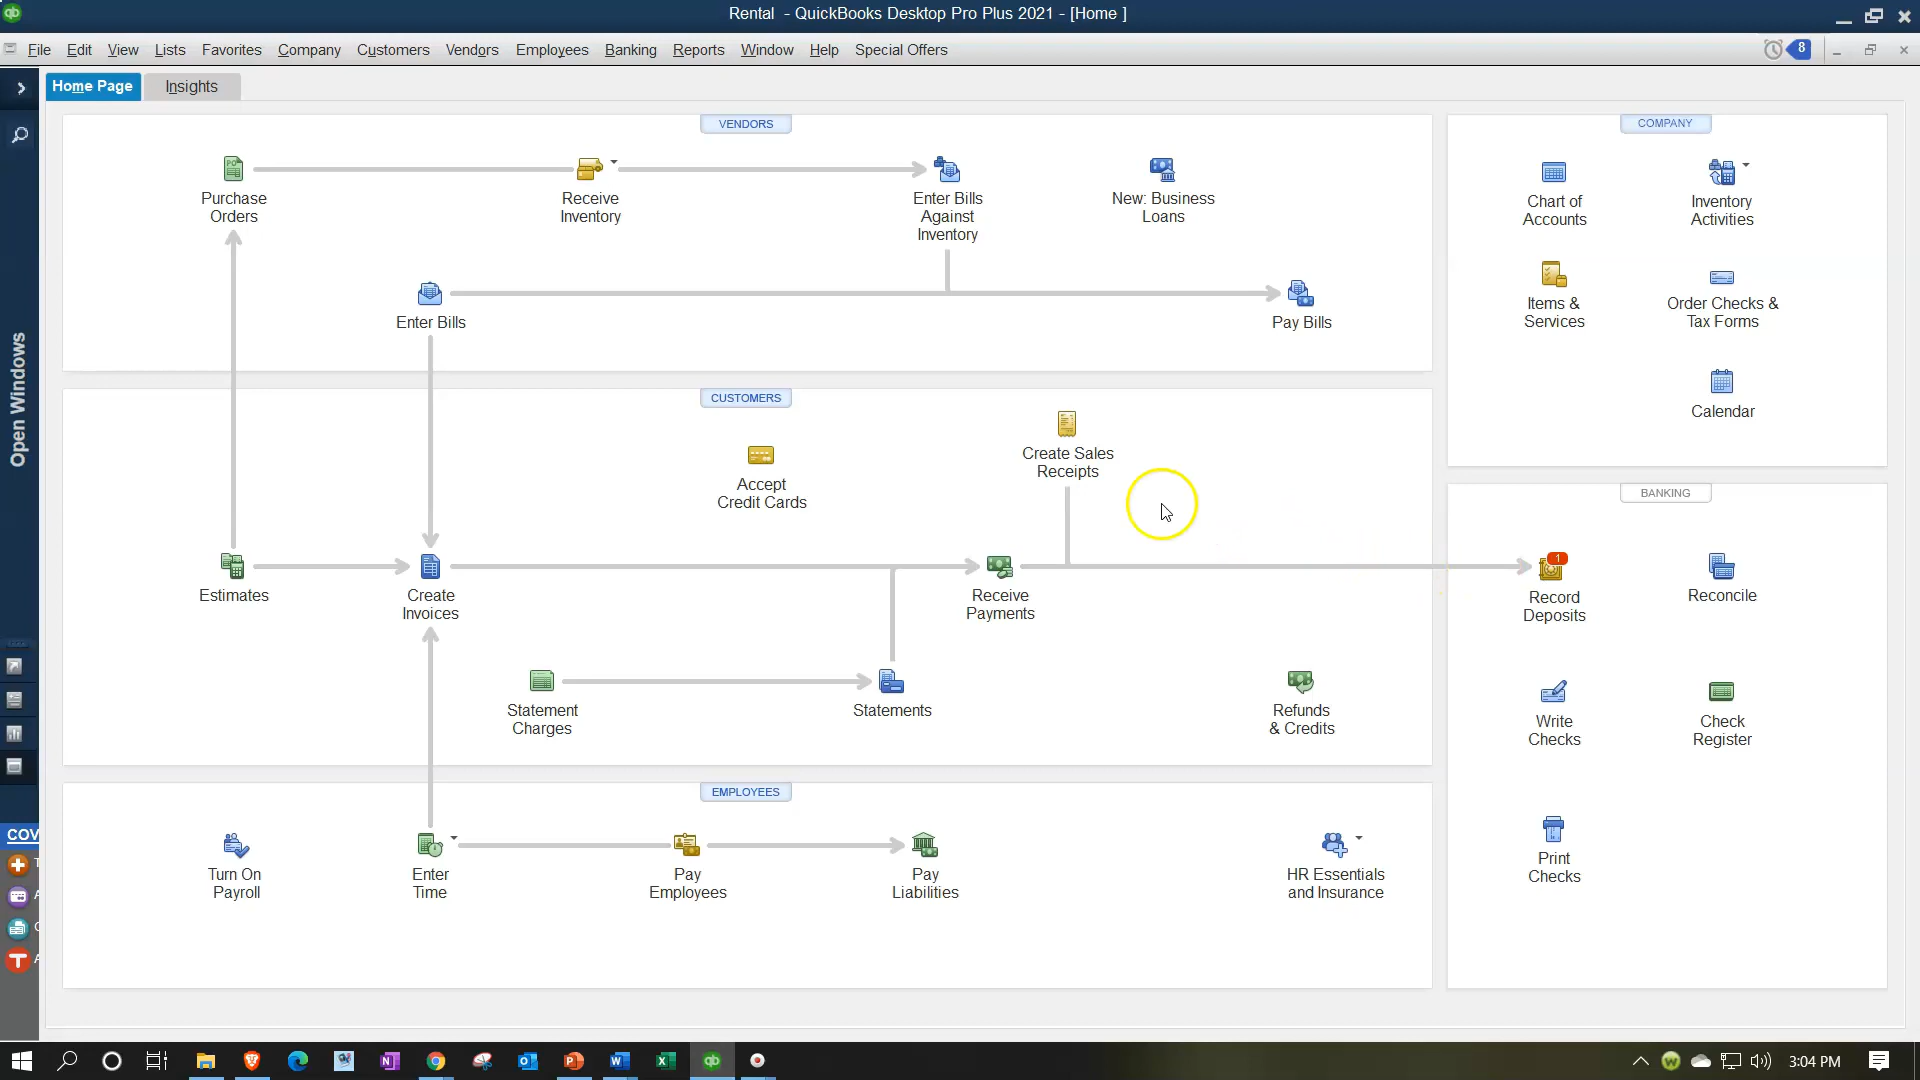 Rental - QuickBooks Desktop Pro Plus 2021 - [Home ]
File Edit View Lists Favorites Company Customers Vendors Employees Banking Reports Window Help Special Offers
8
Home Page
Insights
Open Windows
COV
VENDORS
Purchase
Orders
Receive
Inventory
Enter Bills
Against
Inventory
New: Business
Loans
Enter Bills
Pay Bills
CUSTOMERS
Create Sales
Receipts
Accept
Credit Cards
Estimates
Create
Invoices
Receive
Payments
Statement
Charges
Statements
Refunds
& Credits
EMPLOYEES
Turn On
Payroll
Enter
Time
Pay
Employees
Pay
Liabilities
HR Essentials
and Insurance
COMPANY
Chart of
Accounts
Inventory
Activities
Items &
Services
Order Checks &
Tax Forms
Calendar
BANKING
1
Record
Deposits
Reconcile
Write
Checks
Check
Register
Print
Checks
3:04 PM